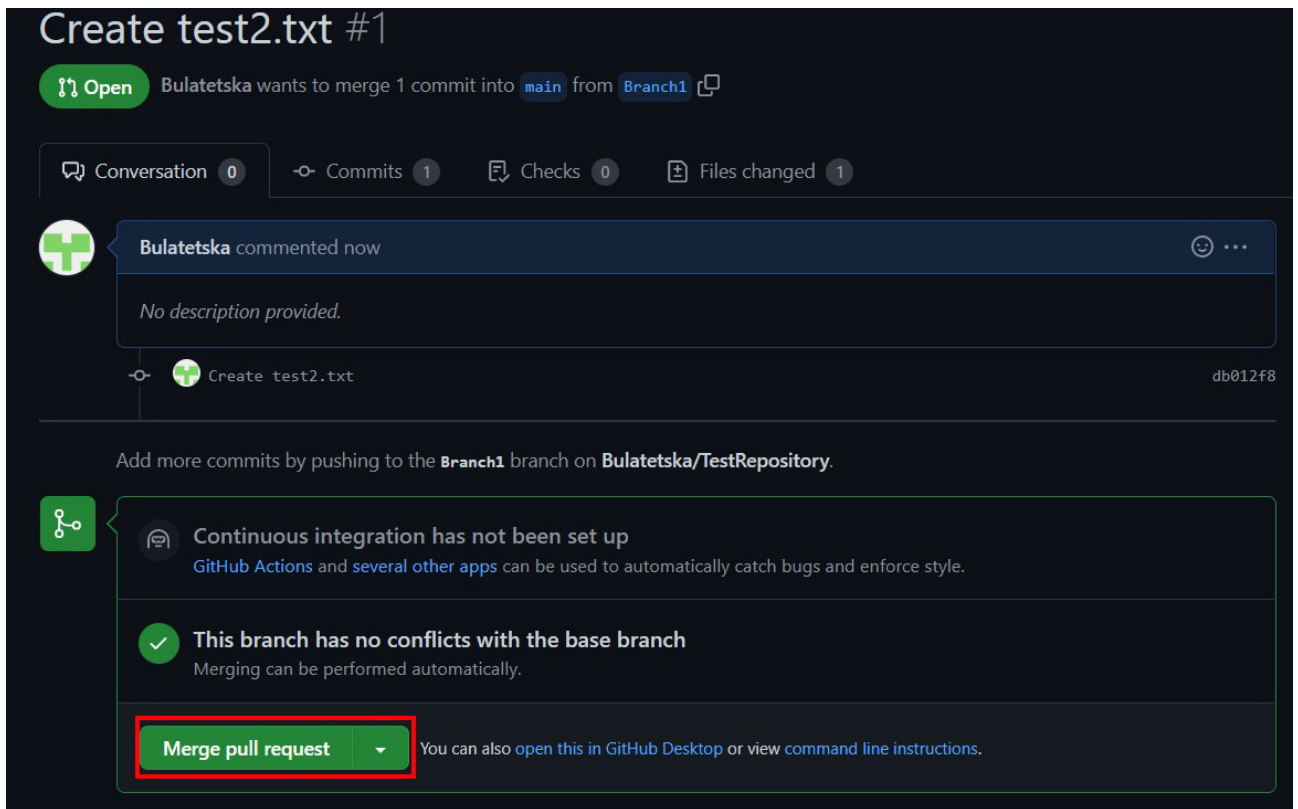 Create test2.txt #1
Open Bulatetska wants to merge 1 commit into main from Branch1
Conversation 0 Commits 1 Checks 0 Files changed 1
Bulatetska commented now
No description provided.
Create test2.txt db012f8
Add more commits by pushing to the Branch1 branch on Bulatetska/TestRepository.
Continuous integration has not been set up
GitHub Actions and several other apps can be used to automatically catch bugs and enforce style.
This branch has no conflicts with the base branch
Merging can be performed automatically.
Merge pull request You can also open this in GitHub Desktop or view command line instructions.